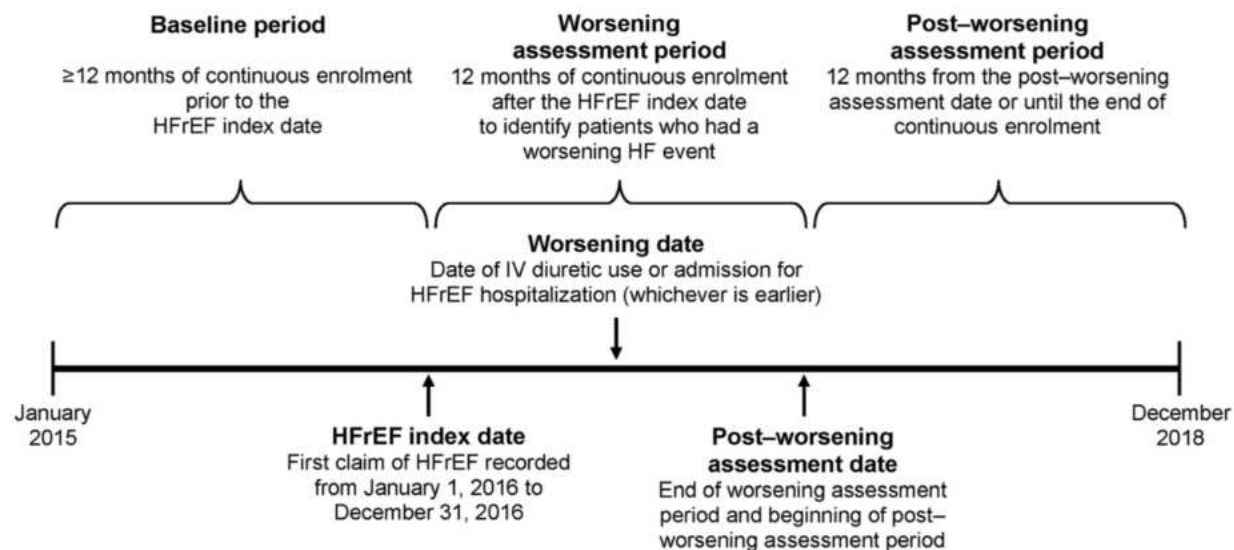 Baseline period
≥12 months of continuous enrolment
prior to the
HFrEF index date
Worsening
assessment period
12 months of continuous enrolment
after the HFrEF index date
to identify patients who had a
worsening HF event
Post–worsening
assessment period
12 months from the post–worsening
assessment date or until the end of
continuous enrolment
Worsening date
Date of IV diuretic use or admission for
HFrEF hospitalization (whichever is earlier)
January
2015
December
2018
HFrEF index date
First claim of HFrEF recorded
from January 1, 2016 to
December 31, 2016
Post–worsening
assessment date
End of worsening assessment
period and beginning of post–
worsening assessment period